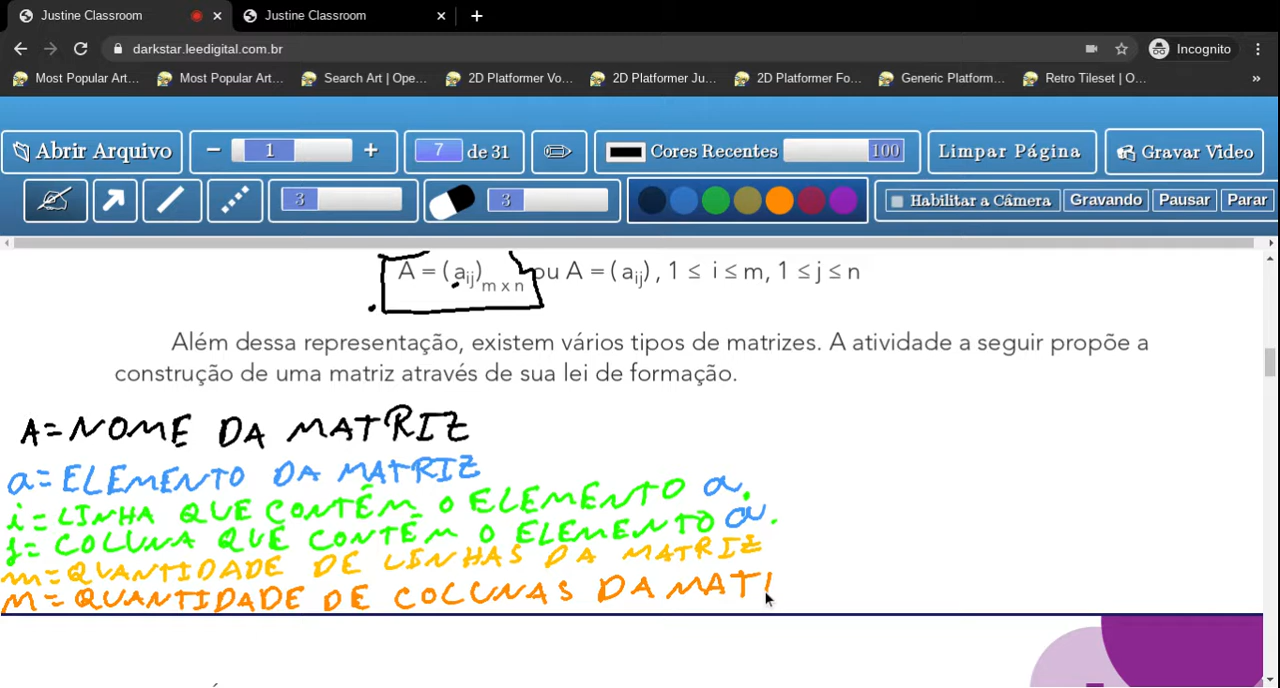 Justine Classroom
Justine Classroom
darkstar.leedigital.com.br
Incognito
Most Popular Art... Most Popular Art... Search Art | Ope... 2D Platformer Vo... 2D Platformer Ju... 2D Platformer Fo... Generic Platform... Retro Tileset | O... »
Abrir Arquivo − 1 + 7 de 31 Cores Recentes 100 Limpar Página Gravar Video
3 3 Habilitar a Câmera Gravando Pausar Parar
A = (aij)m x n ou A = (aij), 1 ≤ i ≤ m, 1 ≤ j ≤ n
Além dessa representação, existem vários tipos de matrizes. A atividade a seguir propõe a
construção de uma matriz através de sua lei de formação.
A=NOME DA MATRIZ
a=ELEMENTO DA MATRIZ
i=LINHA QUE CONTÉM O ELEMENTO a.
j=COLUNA QUE CONTÉM O ELEMENTO a.
m=QUANTIDADE DE LINHAS DA MATRIZ
m=QUANTIDADE DE COLUNAS DA MAT